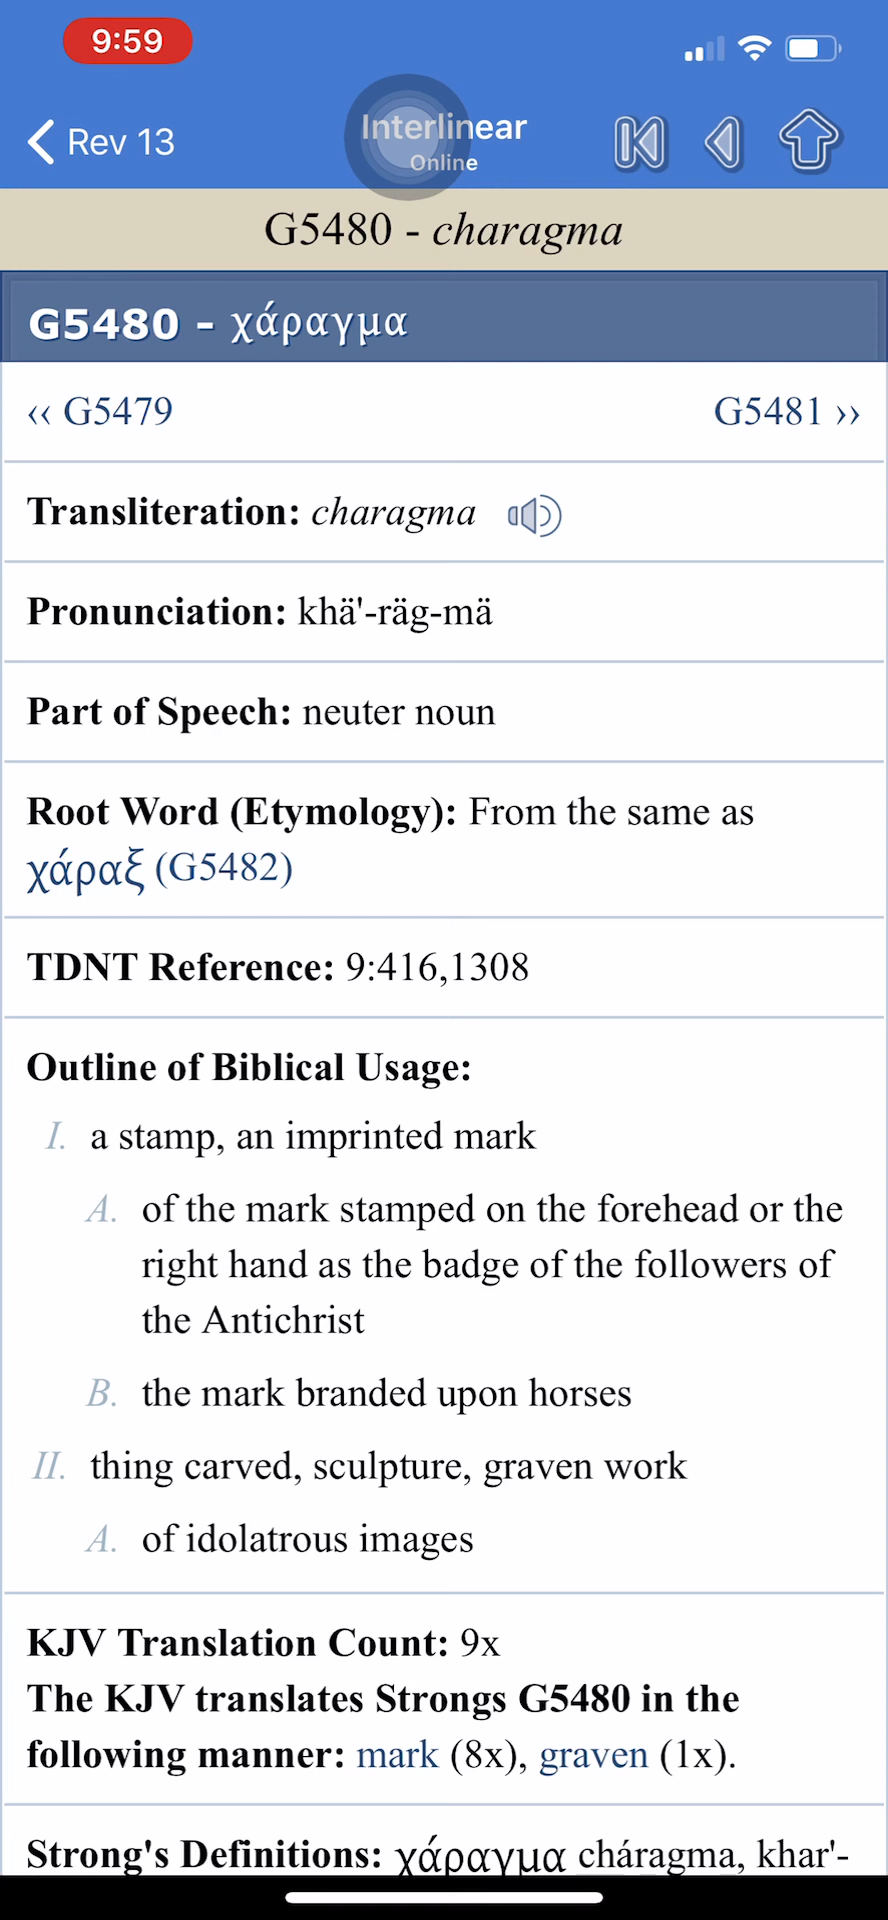 9:59
Rev 13
Interlinear
Online
G5480 - charagma
G5480 - χάραγμα
‹‹ G5479
G5481 ››
Transliteration: charagma
Pronunciation: khä'-räg-mä
Part of Speech: neuter noun
Root Word (Etymology): From the same as
χάραξ (G5482)
TDNT Reference: 9:416,1308
Outline of Biblical Usage:
I. a stamp, an imprinted mark
A. of the mark stamped on the forehead or the
right hand as the badge of the followers of
the Antichrist
B. the mark branded upon horses
II. thing carved, sculpture, graven work
A. of idolatrous images
KJV Translation Count: 9x
The KJV translates Strongs G5480 in the
following manner: mark (8x), graven (1x).
Strong's Definitions: χάραγμα cháragma, khar'-